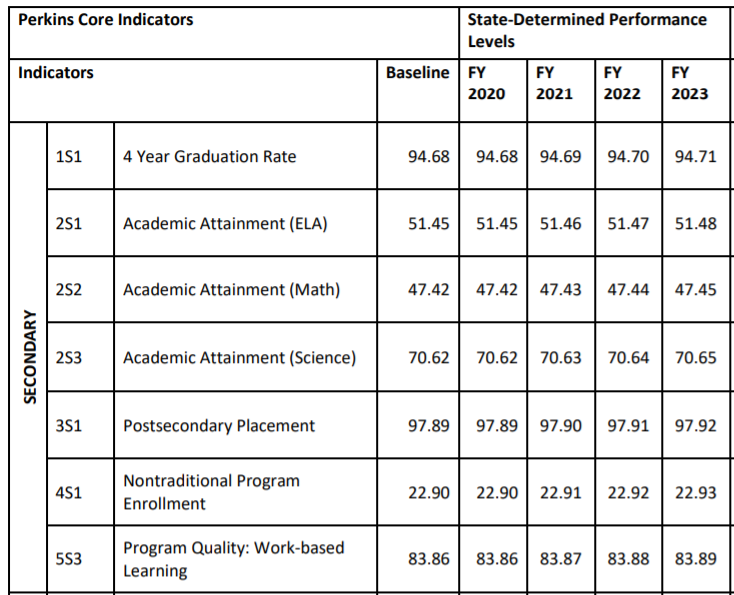 Perkins Core Indicators
State-Determined Performance
Levels
Indicators
Baseline
FY
2020
FY
2021
FY
2022
FY
2023
SECONDARY
1S1 4 Year Graduation Rate 94.68 94.68 94.69 94.70 94.71
2S1 Academic Attainment (ELA) 51.45 51.45 51.46 51.47 51.48
2S2 Academic Attainment (Math) 47.42 47.42 47.43 47.44 47.45
2S3 Academic Attainment (Science) 70.62 70.62 70.63 70.64 70.65
3S1 Postsecondary Placement 97.89 97.89 97.90 97.91 97.92
4S1 Nontraditional Program
Enrollment 22.90 22.90 22.91 22.92 22.93
5S3 Program Quality: Work-based
Learning 83.86 83.86 83.87 83.88 83.89